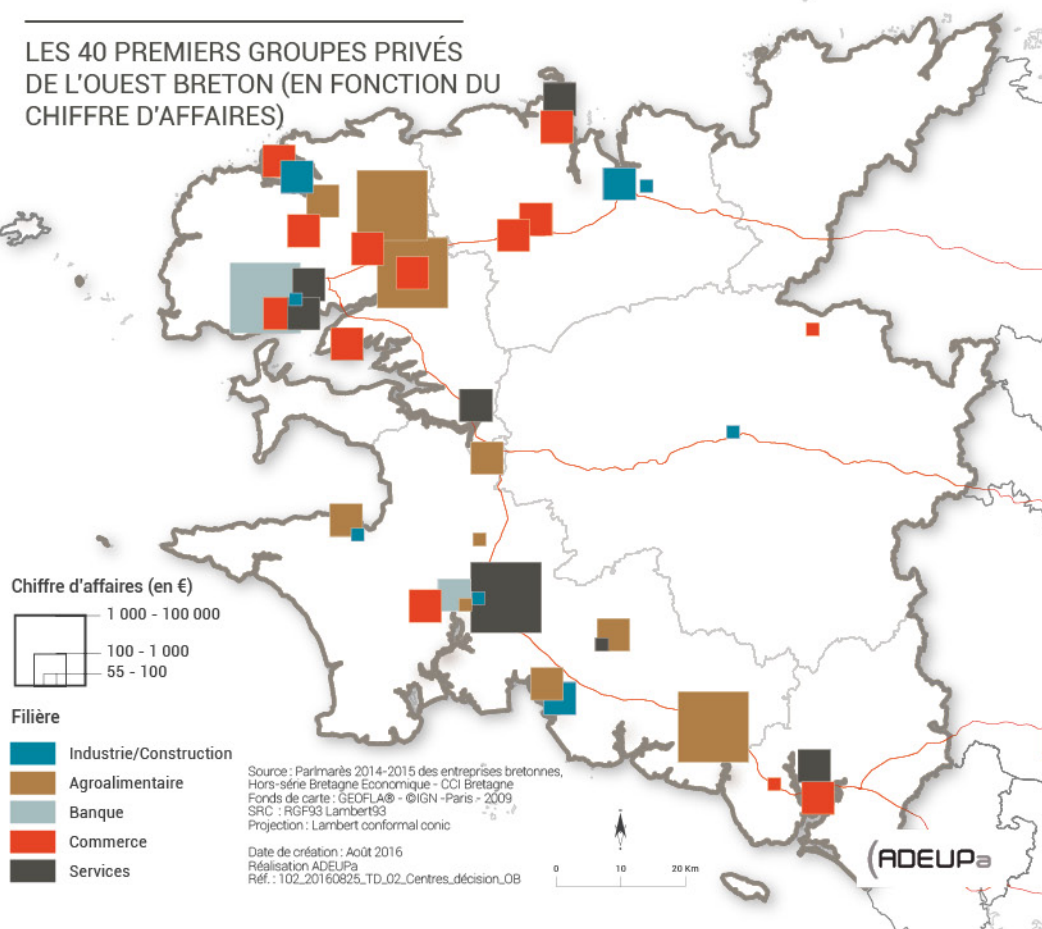 LES 40 PREMIERS GROUPES PRIVÉS
DE L'OUEST BRETON (EN FONCTION DU
CHIFFRE D'AFFAIRES)
Chiffre d'affaires (en €)
1 000 - 100 000
100 - 1 000
55 - 100
Filière
Industrie/Construction
Agroalimentaire
Banque
Commerce
Services
Source : Parlmarès 2014-2015 des entreprises bretonnes,
Hors-série Bretagne Economique - CCI Bretagne
Fonds de carte : GEOFLA® - ©IGN -Paris - 2009
SRC : RGF93 Lambert93
Projection : Lambert conformal conic
Date de création : Août 2016
Réalisation ADEUPa
Réf. : 102_20160825_TD_02_Centres_décision_OB
N
0 10 20 Km
ADEUPa